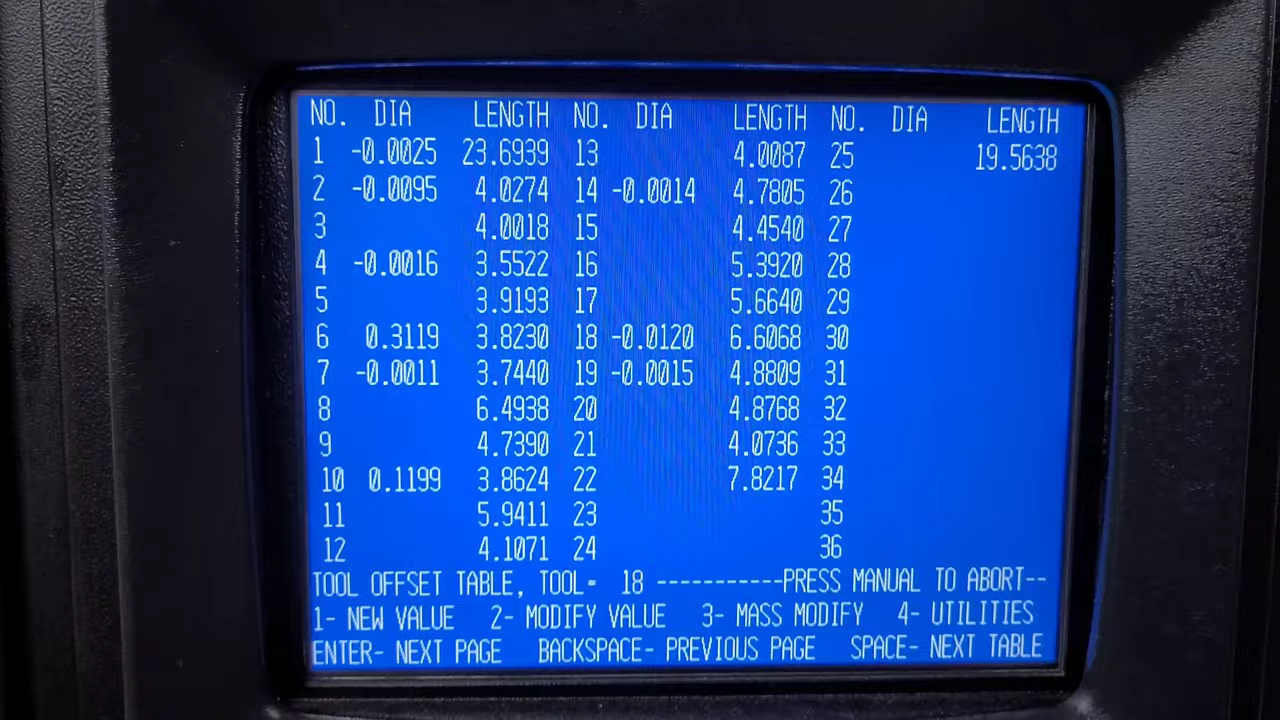 NO. DIA LENGTH NO. DIA LENGTH NO. DIA LENGTH
1 -0.0025 23.6939 13 4.0087 25 19.5638
2 -0.0095 4.0274 14 -0.0014 4.7805 26
3 4.0018 15 4.4540 27
4 -0.0016 3.5522 16 5.3920 28
5 3.9193 17 5.6640 29
6 0.3119 3.8230 18 -0.0120 6.6068 30
7 -0.0011 3.7440 19 -0.0015 4.8809 31
8 6.4938 20 4.8768 32
9 4.7390 21 4.0736 33
10 0.1199 3.8624 22 7.8217 34
11 5.9411 23 35
12 4.1071 24 36
TOOL OFFSET TABLE, TOOL= 18 -----------PRESS MANUAL TO ABORT--
1- NEW VALUE 2- MODIFY VALUE 3- MASS MODIFY 4- UTILITIES
ENTER- NEXT PAGE BACKSPACE- PREVIOUS PAGE SPACE- NEXT TABLE